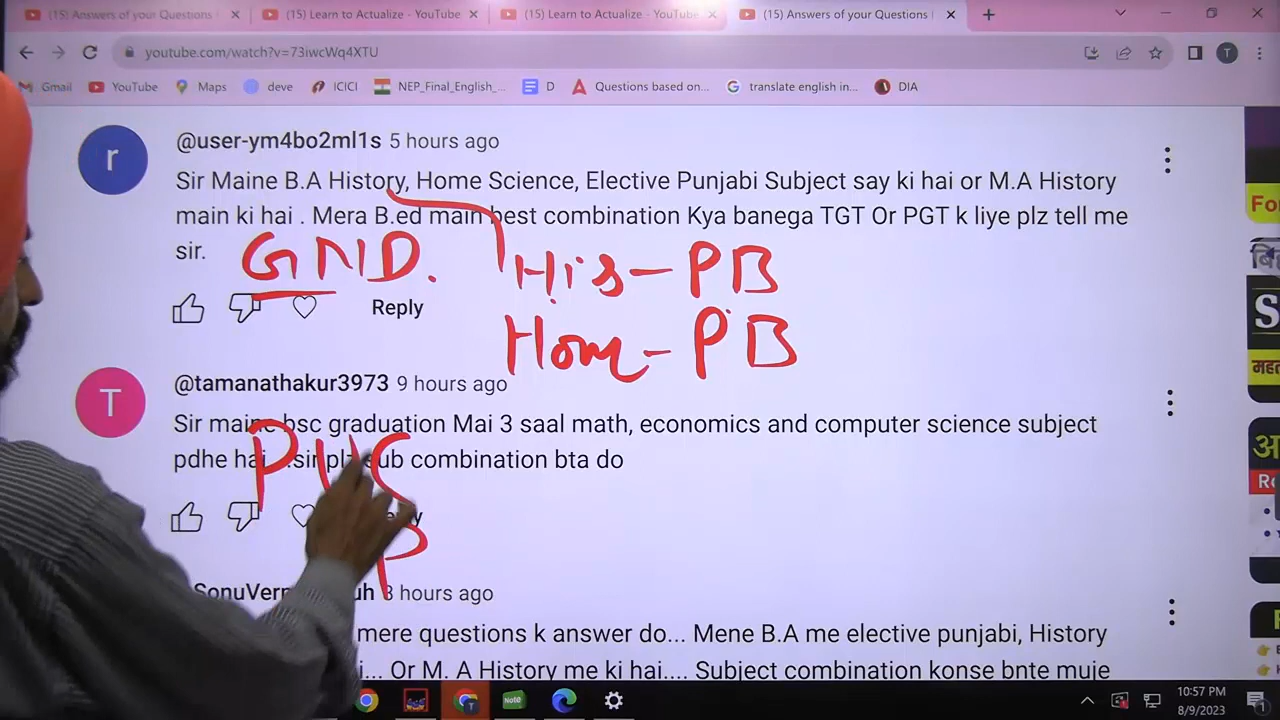 (15) Answers of your Questions
(15) Learn to Actualize - YouTube
(15) Learn to Actualize - YouTube
(15) Answers of your Questions
youtube.com/watch?v=73iwcWq4XTU
T
Gmail
YouTube
Maps
deve
ICICI
NEP_Final_English_...
D
Questions based on...
translate english in...
DIA
r
@user-ym4bo2ml1s 5 hours ago
Sir Maine B.A History, Home Science, Elective Punjabi Subject say ki hai or M.A History
main ki hai . Mera B.ed main best combination Kya banega TGT Or PGT k liye plz tell me
sir.
GND.
His - PB
Reply
Hom - PB
T
@tamanathakur3973 9 hours ago
Sir maine bsc graduation Mai 3 saal math, economics and computer science subject
pdhe hai sir plz sub combination bta do
P
3 hours ago
mere questions k answer do... Mene B.A me elective punjabi, History
Or M. A History me ki hai.... Subject combination konse bnte muje
Note
10:57 PM
8/9/2023